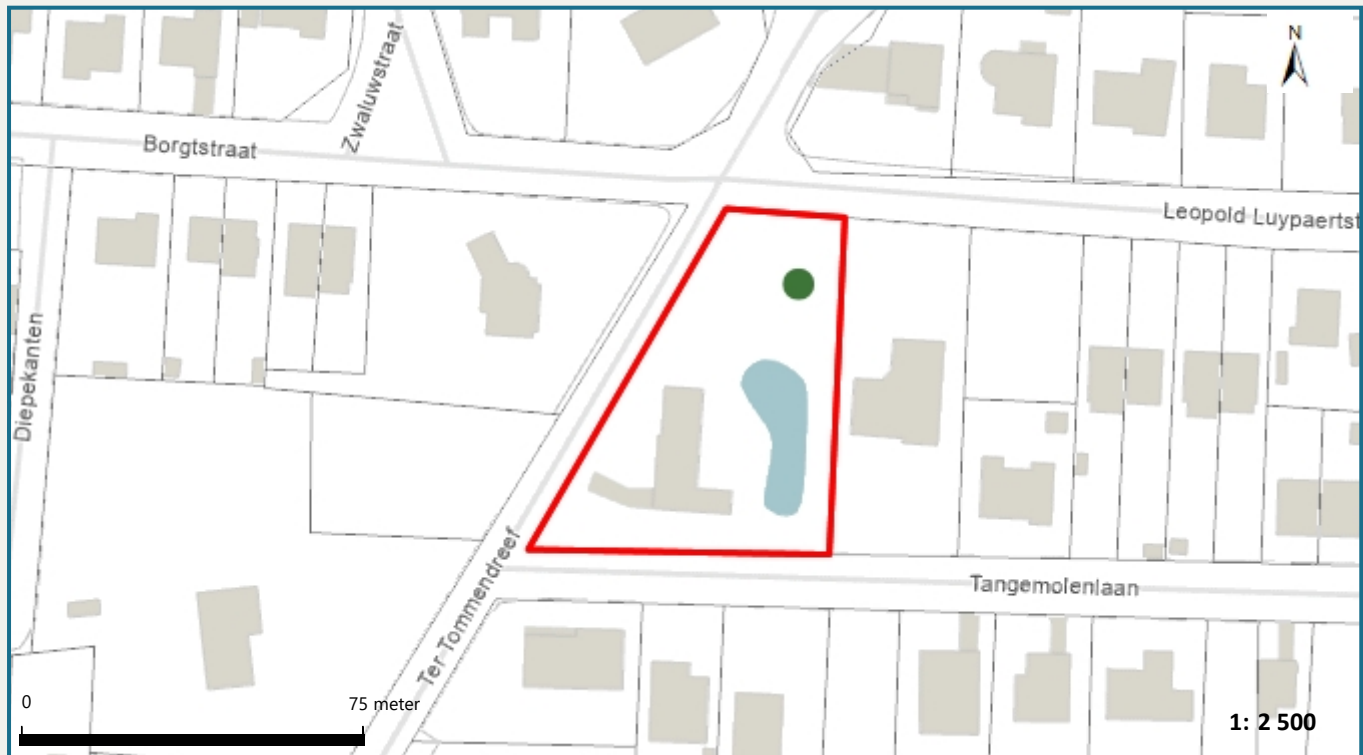 N
Zwaluwstraat
Borgtstraat
Leopold Luypaertst
Diepekanten
Ter Tommendreef
Tangemolenlaan
0
75 meter
1: 2 500